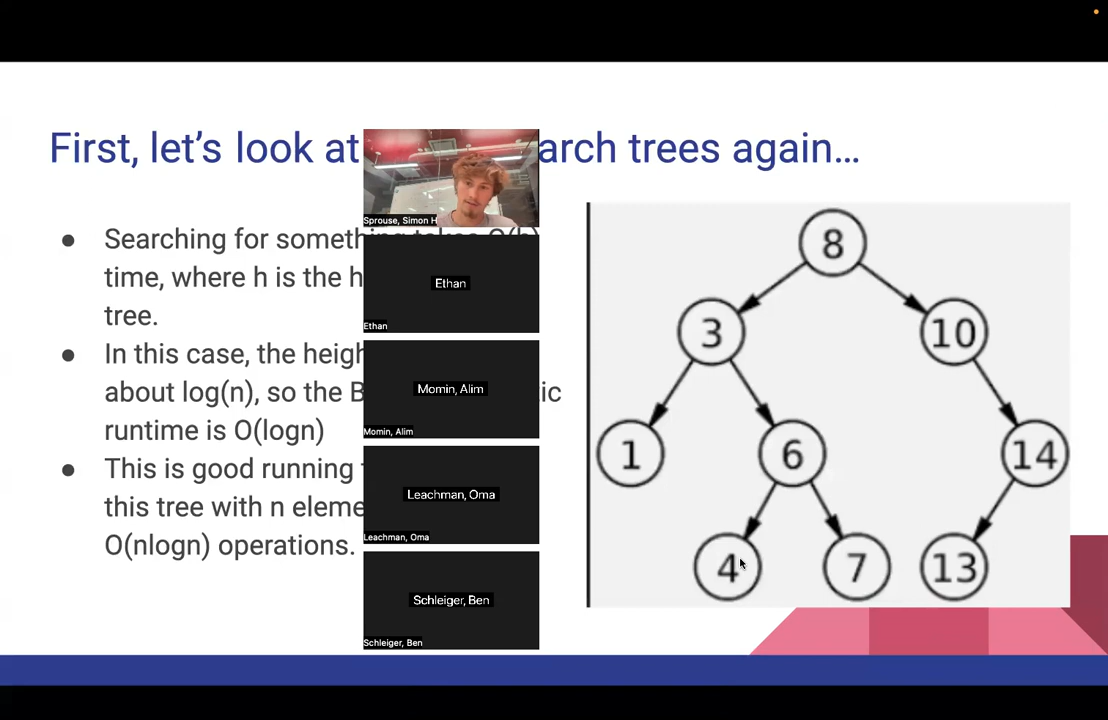 First, let's look at arch trees again...
Sprouse, Simon H
Searching for something takes O(h)
time, where h is the h
tree.
In this case, the heigh
about log(n), so the B tic
runtime is O(logn)
This is good running t
this tree with n eleme
O(nlogn) operations.
Ethan
Ethan
Momin, Alim
Momin, Alim
Leachman, Oma
Leachman, Oma
Schleiger, Ben
Schleiger, Ben
8
3 10
1 6 14
4 7 13